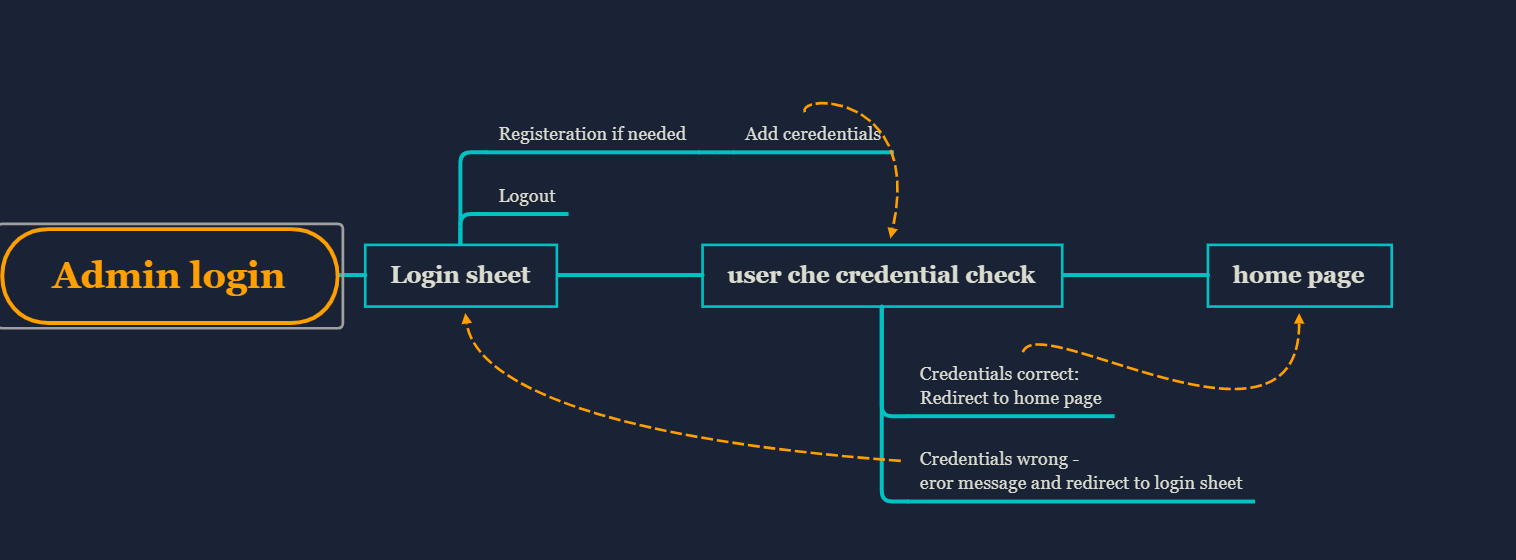 Registeration if needed
Add ceredentials
Logout
Admin login
Login sheet
user che credential check
home page
Credentials correct:
Redirect to home page
Credentials wrong -
eror message and redirect to login sheet